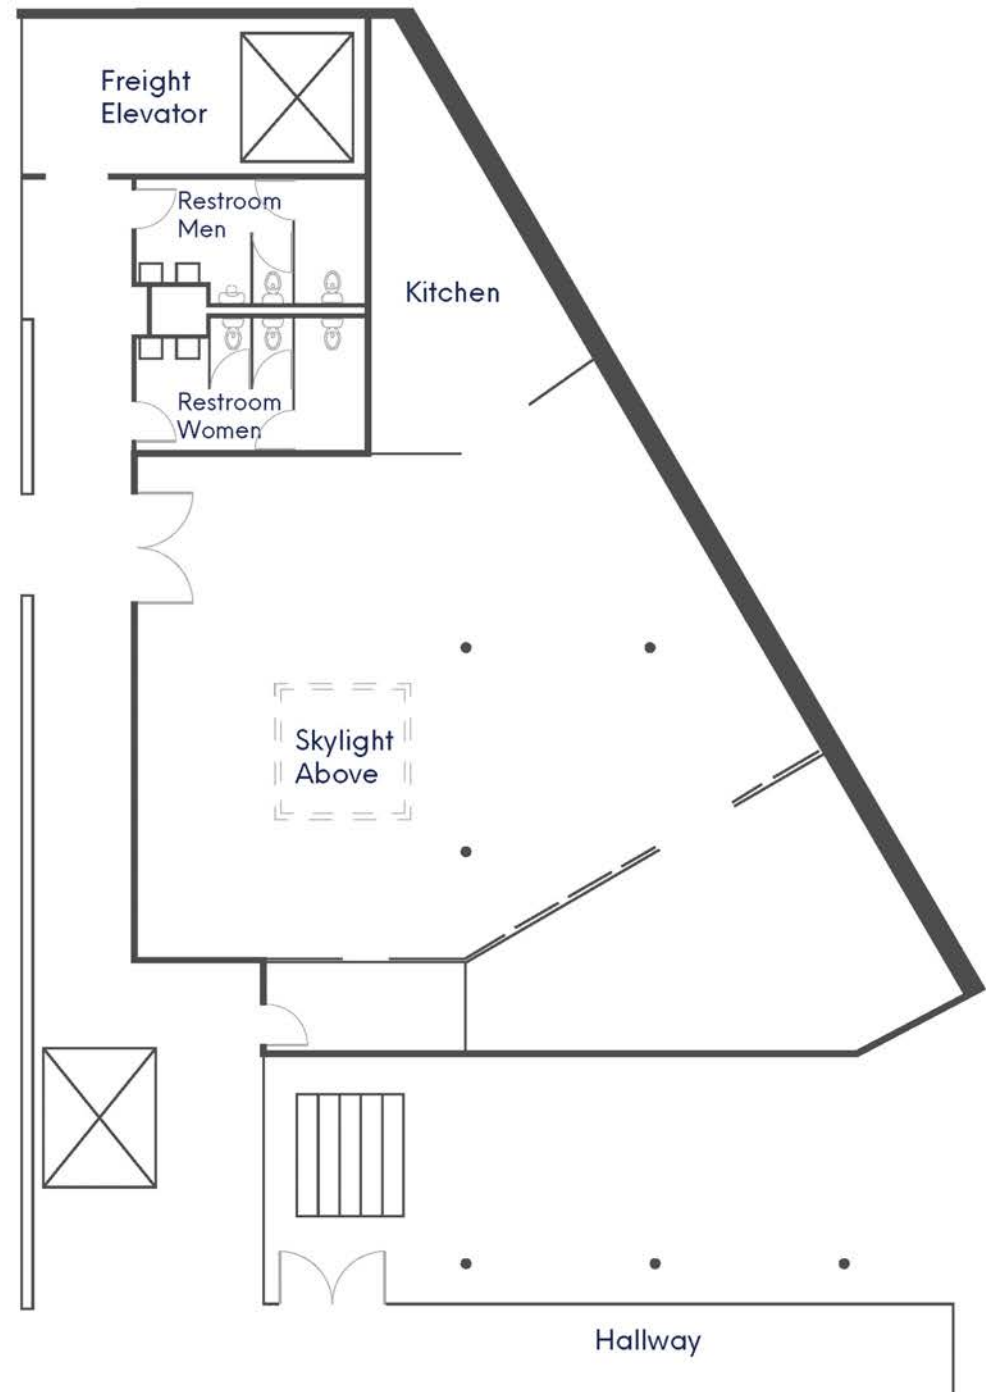 Freight
Elevator
Restroom
Men
Kitchen
Restroom
Women
Skylight
Above
Hallway